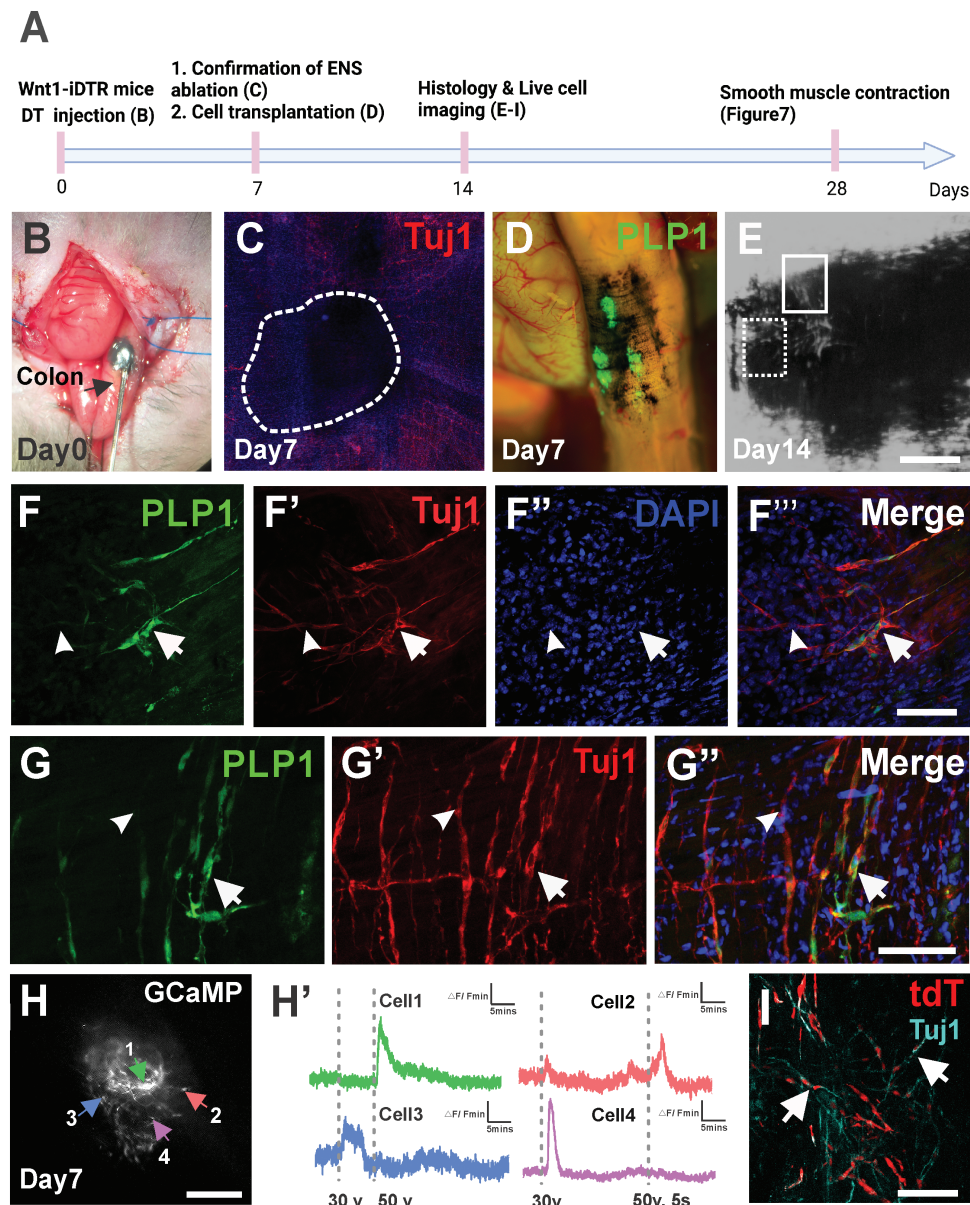 A
Wnt1-iDTR mice
DT injection (B)
1. Confirmation of ENS
ablation (C)
2. Cell transplantation (D)
Histology & Live cell
imaging (E-I)
Smooth muscle contraction
(Figure7)
0
7
14
28
Days
B
Colon
Day0
C
Tuj1
Day7
D
PLP1
Day7
E
Day14
F
PLP1
F’
Tuj1
F’’
DAPI
F’’’
Merge
G
PLP1
G’
Tuj1
G’’
Merge
H
GCaMP
1
3
2
4
Day7
H’
Cell1
△F/ Fmin
5mins
Cell2
△F/ Fmin
5mins
Cell3
△F/ Fmin
5mins
Cell4
△F/ Fmin
5mins
30 v
50 v
30v
50v, 5s
I
tdT
Tuj1